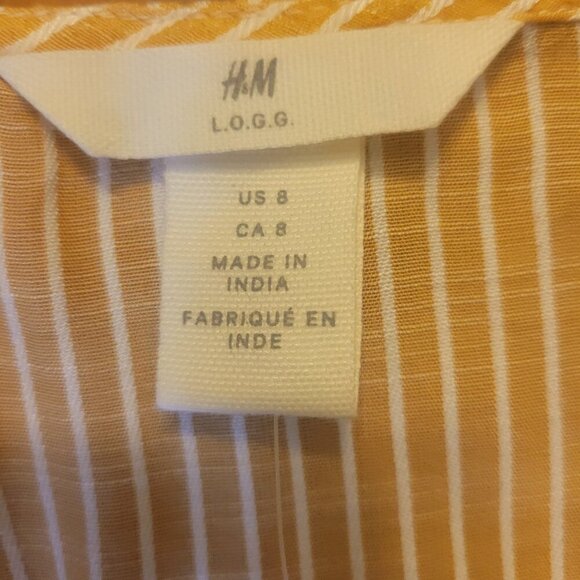 H&M
L.O.G.G.
US 8
CA 8
MADE IN
INDIA
FABRIQUÉ EN
INDE